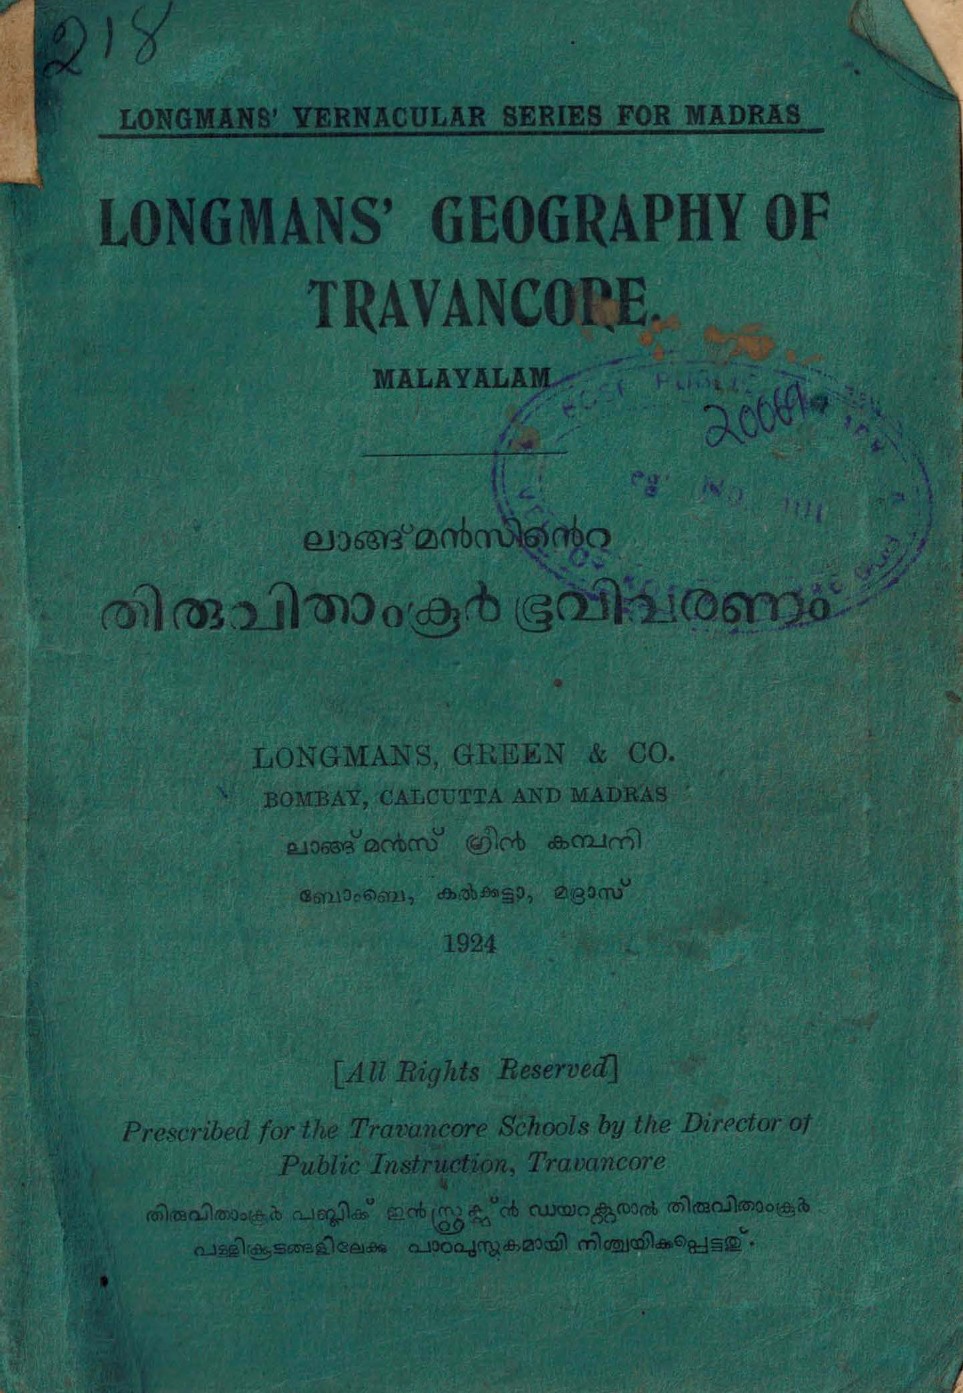 218
LONGMANS' VERNACULAR SERIES FOR MADRAS
LONGMANS' GEOGRAPHY OF
TRAVANCORE.
MALAYALAM
20069
ലാങ്ങ്മൻസിൻെറ
തിരുവിതാംകൂർ ഭൂവിവരണം
LONGMANS, GREEN & CO.
BOMBAY, CALCUTTA AND MADRAS
ലാങ്ങ്മൻസ് ഗ്രീൻ കമ്പനി
ബോംബെ, കൽക്കട്ടാ, മദ്രാസ്
1924
[All Rights Reserved]
Prescribed for the Travancore Schools by the Director of
Public Instruction, Travancore
തിരുവിതാംകൂർ പബ്ലിക്ക് ഇൻസ്ട്രക്ഷ്ൻ ഡയറക്ടരാൽ തിരുവിതാംകൂർ
പള്ളിക്കൂടങ്ങളിലേക്കു പാഠപുസ്തകമായി നിശ്ചയിക്കപ്പെട്ടതു്.